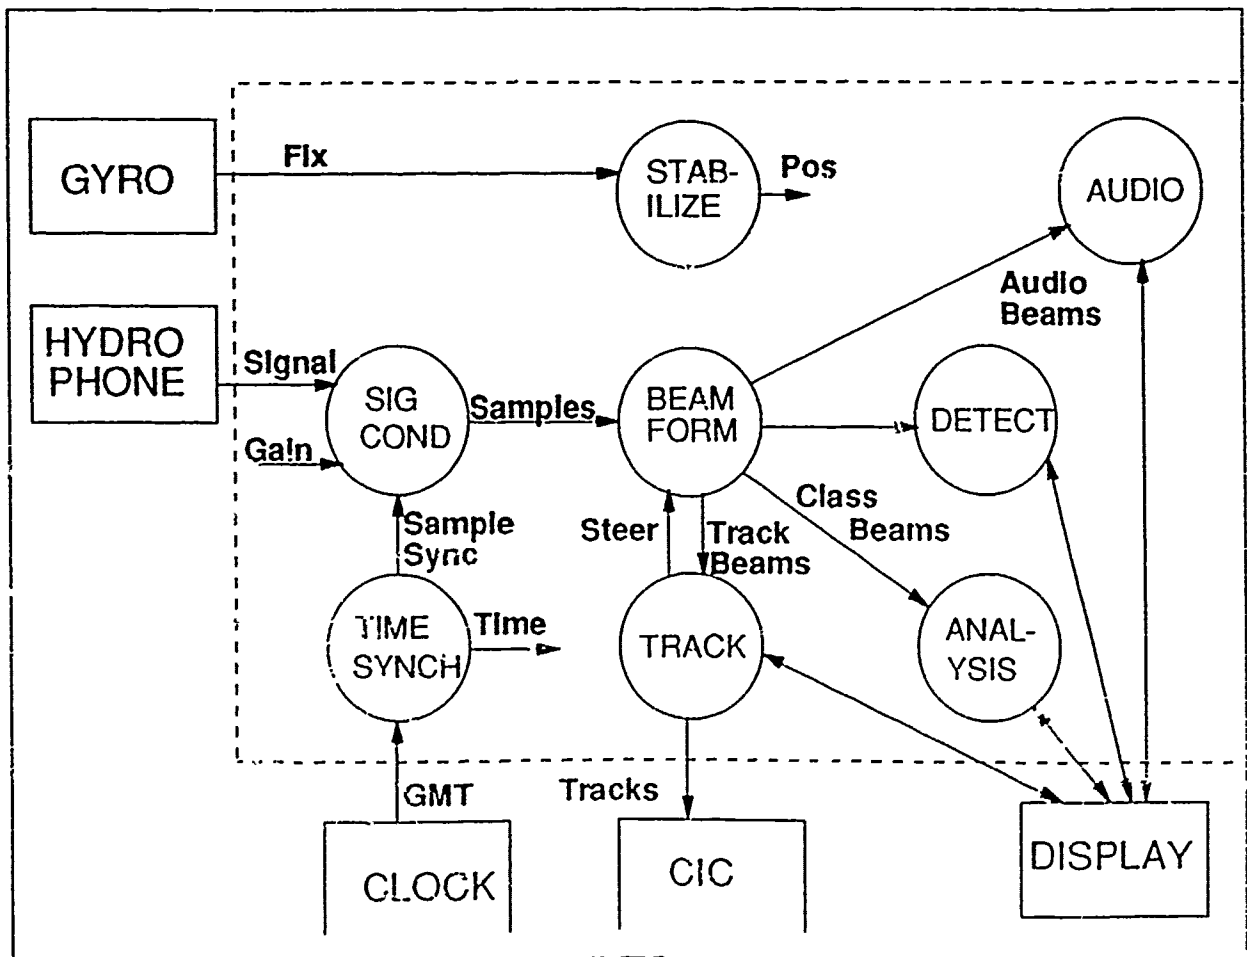 GYRO
Fix
STAB-
ILIZE
Pos
AUDIO
Audio
Beams
HYDRO
PHONE
Signal
Gain
SIG
COND
Samples
BEAM
FORM
DETECT
Class
Beams
Sample
Sync
Steer
Track
Beams
TIME
SYNCH
Time
TRACK
ANAL-
YSIS
GMT
Tracks
CLOCK
CIC
DISPLAY